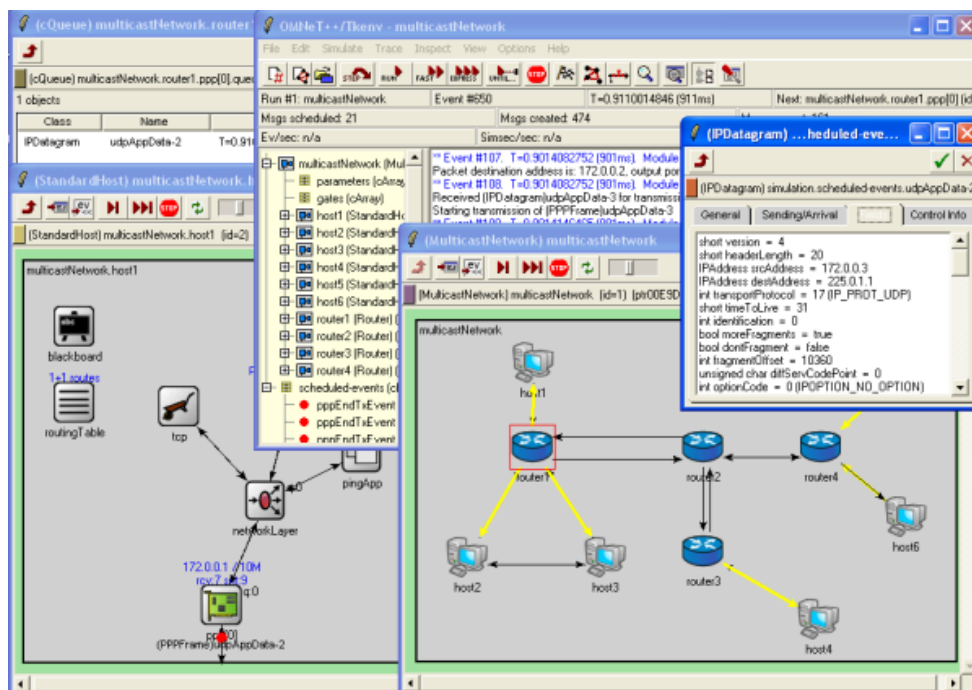 (cQueue) multicastNetwork.router1
(cQueue) multicastNetwork.router1.ppp[0].que
1 objects
Class Name
IPDatagram udpAppData-2 T=0.91
(StandardHost) multicastNetwork.h
(StandardHost) multicastNetwork.host1 (id=2)
multicastNetwork.host1
blackboard
1+1 routes
routingTable
tcp
pingApp
networkLayer
172.0.0.1 /10M
q:0
(PPPFrame)udpAppData-2
OMNeT++/Tkenv - multicastNetwork
File Edit Simulate Trace Inspect View Options Help
STEP RUN FAST EXPRESS UNTIL... STOP
Run #1: multicastNetwork Event #650 T=0.9110014846 (911ms) Next: multicastNetwork.router1.ppp[0] (id
Msgs scheduled: 21 Msgs created: 474
Ev/sec: n/a Simsec/sec: n/a
multicastNetwork (Mul
parameters (cArray
gates (cArray)
host1 (StandardHo
host2 (StandardH
host3 (StandardH
host4 (StandardH
host5 (StandardH
host6 (StandardH
router1 (Router) (
router2 (Router) (
router3 (Router) (
router4 (Router) (
scheduled-events (c
pppEndTxEvent
pppEndTxEvent
pppEndTxEvent
** Event #107. T=0.9014082752 (901ms). Module
Packet destination address is: 172.0.0.2, output por
** Event #108. T=0.9014082752 (901ms). Module
Received (IPDatagram)udpAppData-3 for transmis
Starting transmission of (PPPFrame)udpAppData-3
(MulticastNetwork) multicastNetwork
(MulticastNetwork) multicastNetwork (id=1) (ptr00E9D
multicastNetwork
host1
router1
router2
router4
host2
host3
router3
host6
host4
(IPDatagram) ...heduled-eve...
(IPDatagram) simulation.scheduled-events.udpAppData-2
General Sending/Arrival Control Info
short version = 4
short headerLength = 20
IPAddress srcAddress = 172.0.0.3
IPAddress destAddress = 225.0.1.1
int transportProtocol = 17 (IP_PROT_UDP)
short timeToLive = 31
int identification = 0
bool moreFragments = true
bool dontFragment = false
int fragmentOffset = 10360
unsigned char diffServCodePoint = 0
int optionCode = 0 (IPOPTION_NO_OPTION)